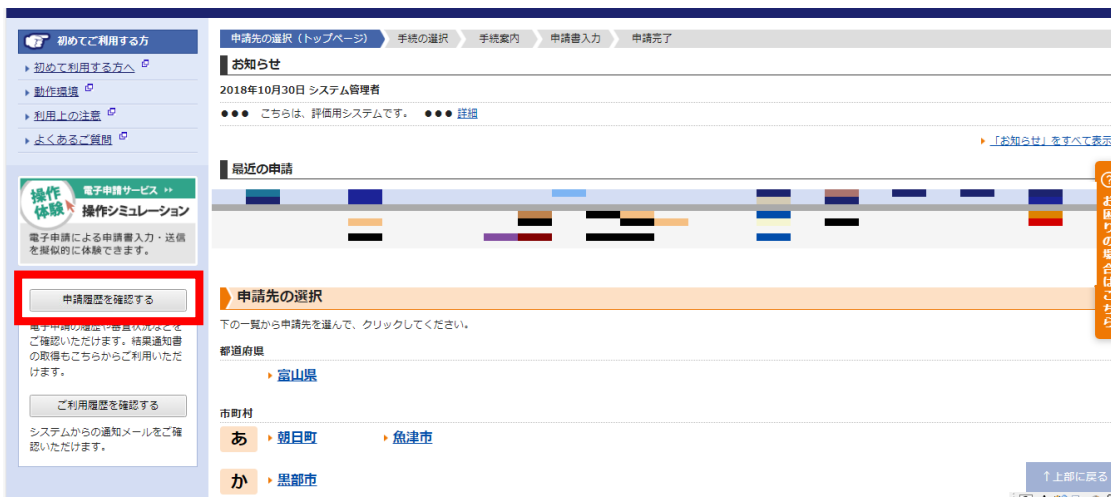 初めてご利用する方
初めて利用する方へ
動作環境
利用上の注意
よくあるご質問
操作体験
電子申請サービス
操作シミュレーション
電子申請による申請書入力・送信
を擬似的に体験できます。
申請履歴を確認する
電子申請の履歴や審査状況などを
ご確認いただけます。結果通知書
の取得もこちらからご利用いただ
けます。
ご利用履歴を確認する
システムからの通知メールをご確
認いただけます。
申請先の選択（トップページ） 手続の選択 手続案内 申請書入力 申請完了
お知らせ
2018年10月30日 システム管理者
●●● こちらは、評価用システムです。 ●●● 詳細
「お知らせ」をすべて表示
最近の申請
申請先の選択
下の一覧から申請先を選んで、クリックしてください。
都道府県
富山県
市町村
あ 朝日町 魚津市
か 黒部市
? お困りの場合はこちら
↑上部に戻る